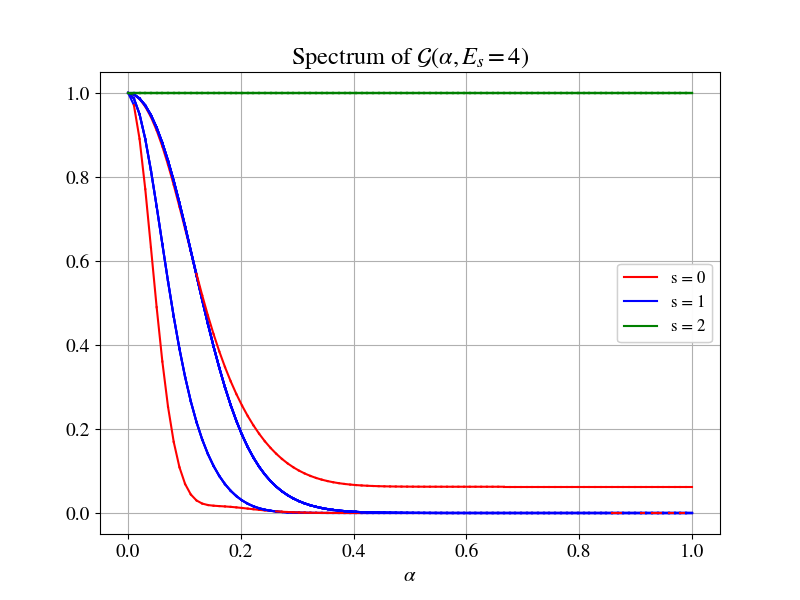 Spectrum of 𝒢(α, E_s = 4)
1.0
0.8
0.6
0.4
0.2
0.0
s = 0
s = 1
s = 2
0.0 0.2 0.4 0.6 0.8 1.0
α